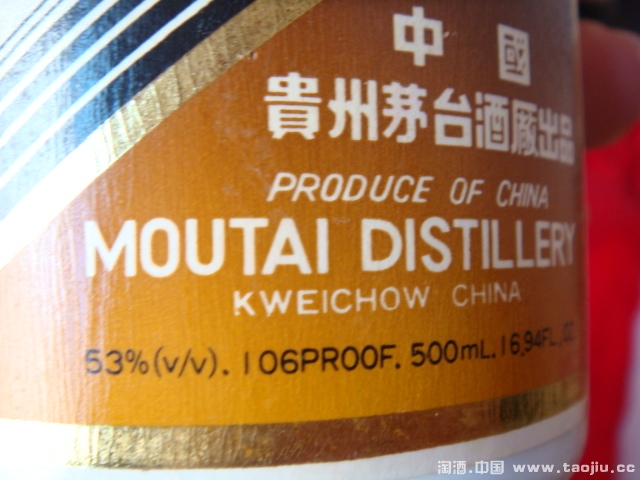 中國
貴州茅台酒厰出品
PRODUCE OF CHINA
MOUTAI DISTILLERY
KWEICHOW CHINA
53%(v/v). 106PROOF. 500mL. 16.94FL.OZ.
淘酒.中国 www.taojiu.cc